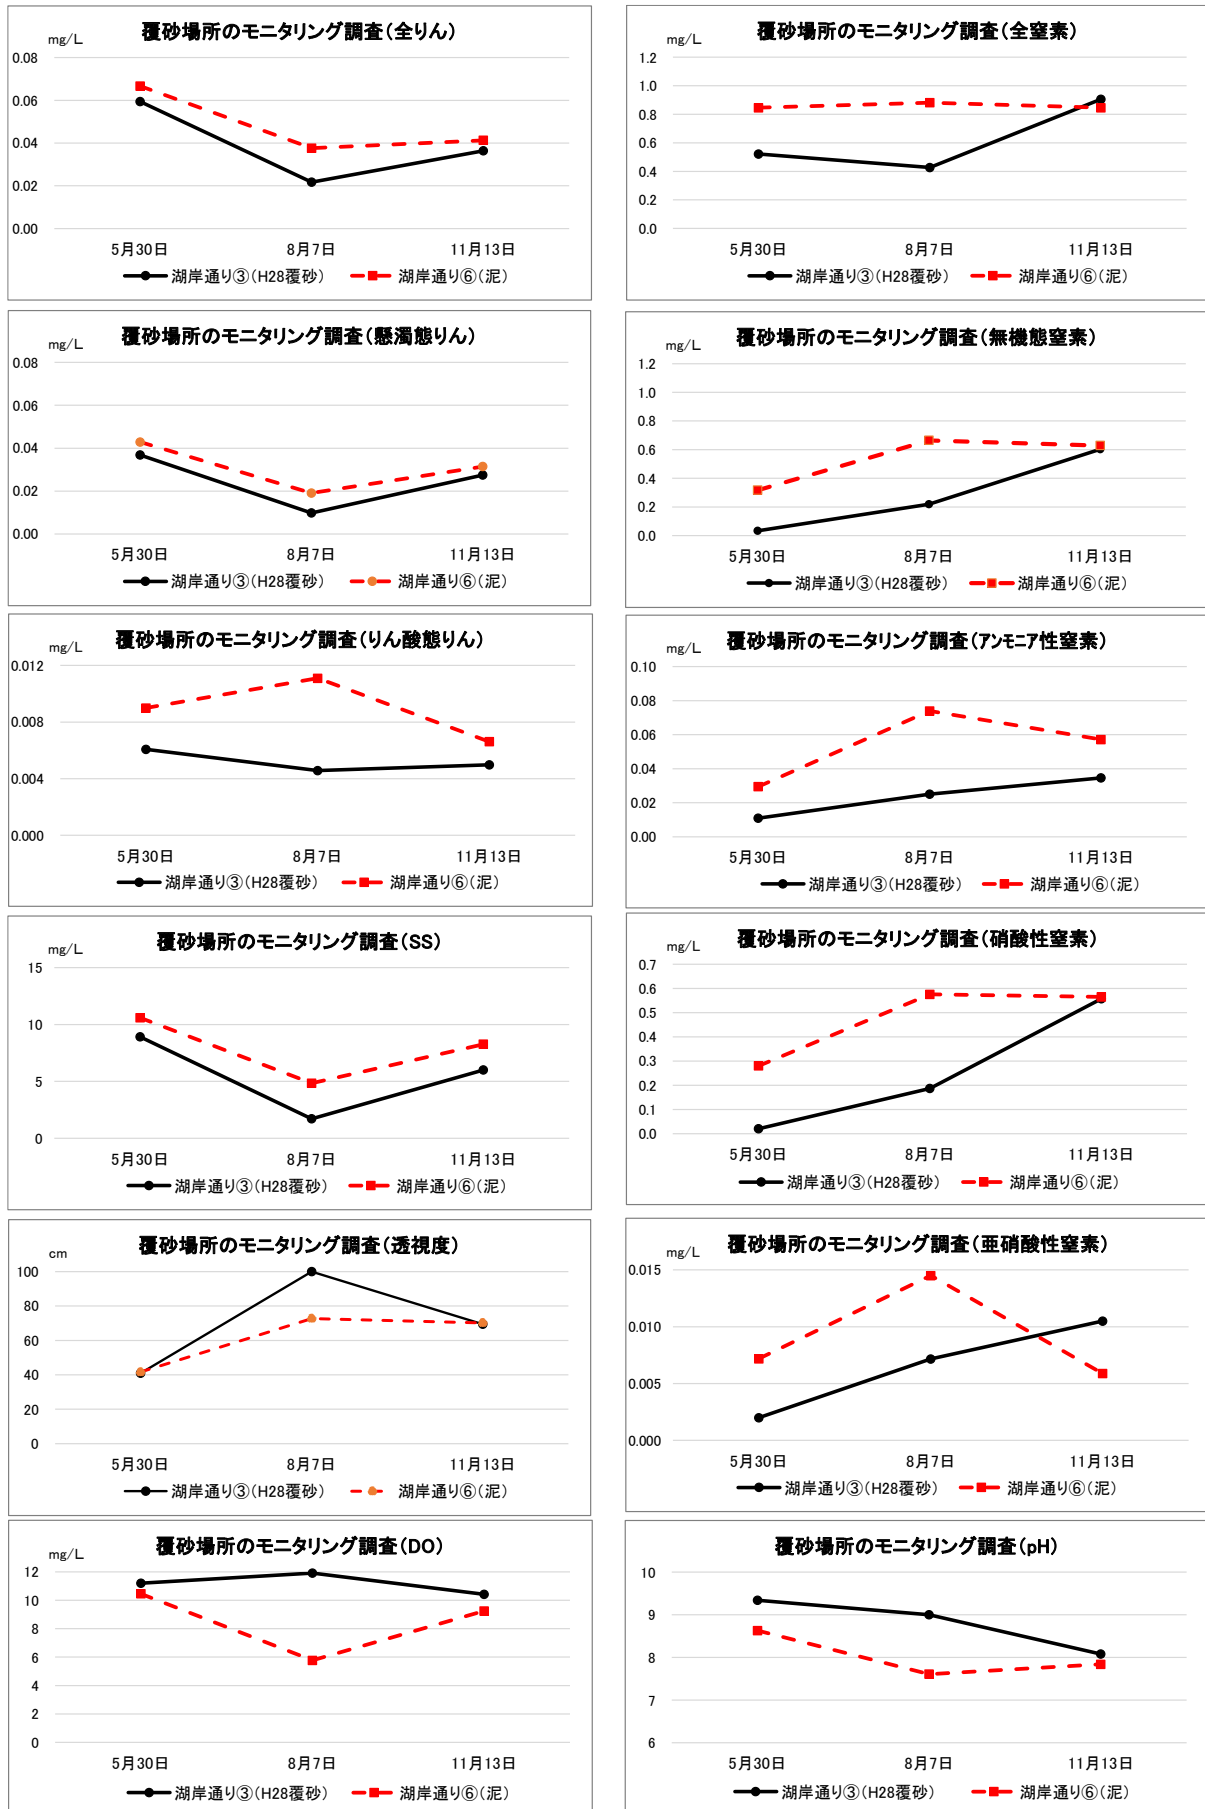 覆砂場所のモニタリング調査(全りん)
mg/L
0.08
0.06
0.04
0.02
0.00
5月30日 8月7日 11月13日
湖岸通り③(H28覆砂) 湖岸通り⑥(泥)
覆砂場所のモニタリング調査(全窒素)
mg/L
1.2
1.0
0.8
0.6
0.4
0.2
0.0
5月30日 8月7日 11月13日
湖岸通り③(H28覆砂) 湖岸通り⑥(泥)
覆砂場所のモニタリング調査(懸濁態りん)
mg/L
0.08
0.06
0.04
0.02
0.00
5月30日 8月7日 11月13日
湖岸通り③(H28覆砂) 湖岸通り⑥(泥)
覆砂場所のモニタリング調査(無機態窒素)
mg/L
1.2
1.0
0.8
0.6
0.4
0.2
0.0
5月30日 8月7日 11月13日
湖岸通り③(H28覆砂) 湖岸通り⑥(泥)
覆砂場所のモニタリング調査(りん酸態りん)
mg/L
0.012
0.008
0.004
0.000
5月30日 8月7日 11月13日
湖岸通り③(H28覆砂) 湖岸通り⑥(泥)
覆砂場所のモニタリング調査(アンモニア性窒素)
mg/L
0.10
0.08
0.06
0.04
0.02
0.00
5月30日 8月7日 11月13日
湖岸通り③(H28覆砂) 湖岸通り⑥(泥)
覆砂場所のモニタリング調査(SS)
mg/L
15
10
5
0
5月30日 8月7日 11月13日
湖岸通り③(H28覆砂) 湖岸通り⑥(泥)
覆砂場所のモニタリング調査(硝酸性窒素)
mg/L
0.7
0.6
0.5
0.4
0.3
0.2
0.1
0.0
5月30日 8月7日 11月13日
湖岸通り③(H28覆砂) 湖岸通り⑥(泥)
覆砂場所のモニタリング調査(透視度)
cm
100
80
60
40
20
0
5月30日 8月7日 11月13日
湖岸通り③(H28覆砂) 湖岸通り⑥(泥)
覆砂場所のモニタリング調査(亜硝酸性窒素)
mg/L
0.015
0.010
0.005
0.000
5月30日 8月7日 11月13日
湖岸通り③(H28覆砂) 湖岸通り⑥(泥)
覆砂場所のモニタリング調査(DO)
mg/L
12
10
8
6
4
2
0
5月30日 8月7日 11月13日
湖岸通り③(H28覆砂) 湖岸通り⑥(泥)
覆砂場所のモニタリング調査(pH)
10
9
8
7
6
5月30日 8月7日 11月13日
湖岸通り③(H28覆砂) 湖岸通り⑥(泥)